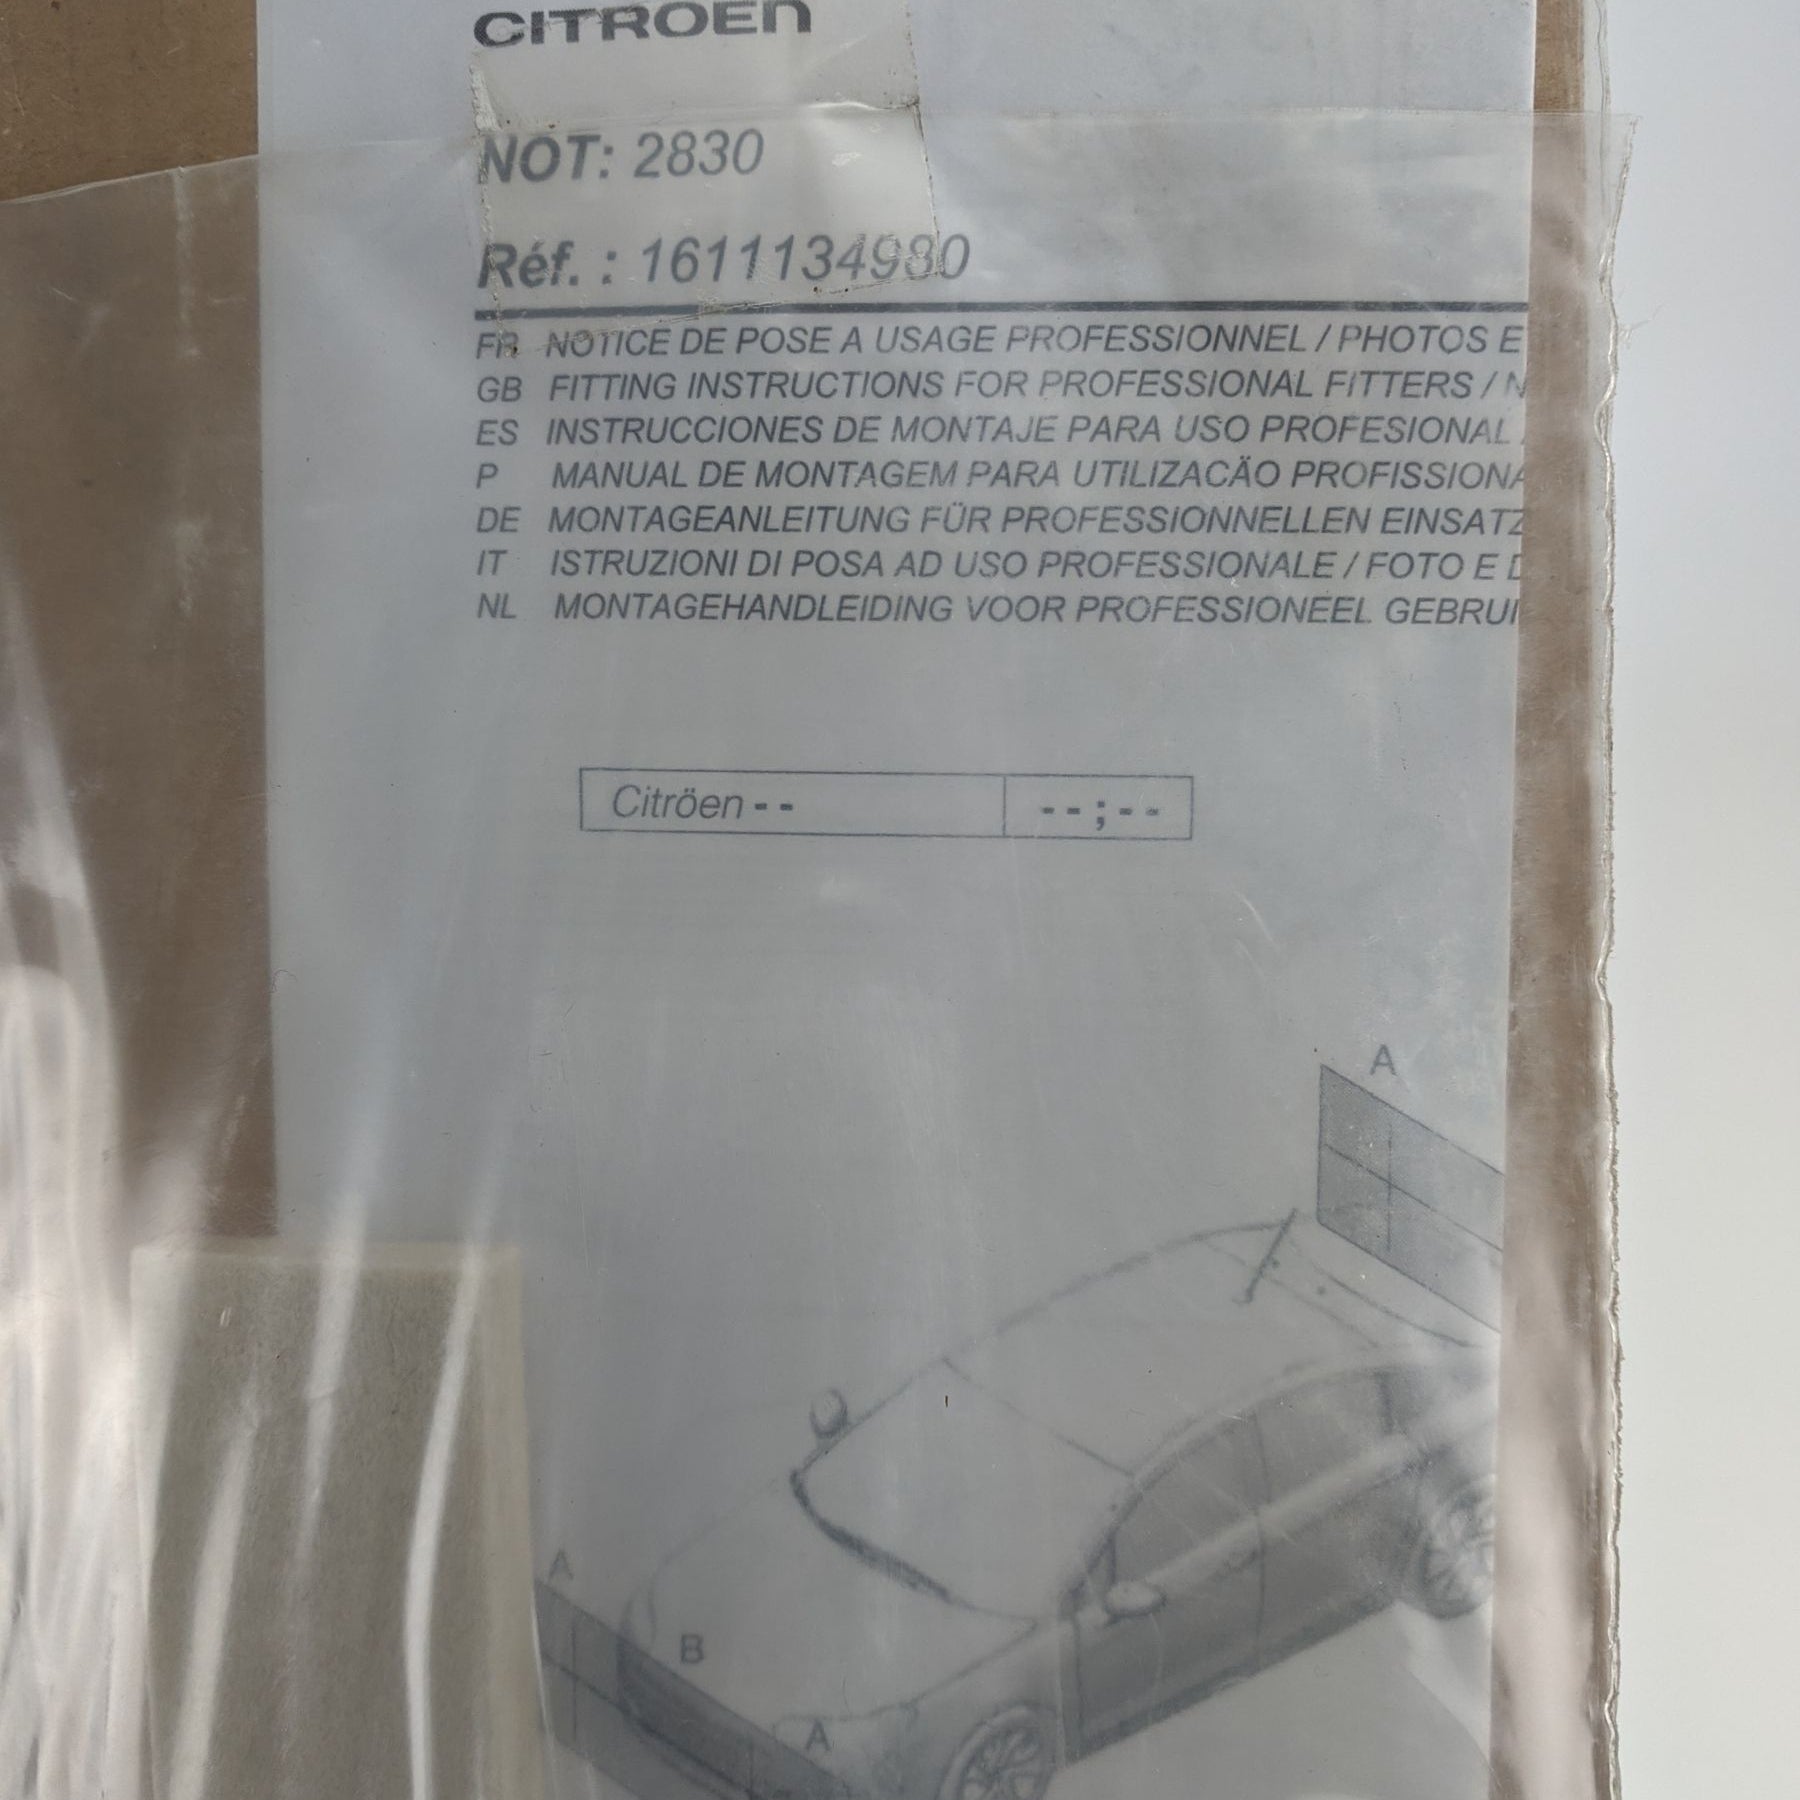 CITROËN
NOT: 2830
Réf. : 1611134980
FR NOTICE DE POSE A USAGE PROFESSIONNEL / PHOTOS E
GB FITTING INSTRUCTIONS FOR PROFESSIONAL FITTERS / N
ES INSTRUCCIONES DE MONTAJE PARA USO PROFESIONAL
P MANUAL DE MONTAGEM PARA UTILIZACÄO PROFISSIONA
DE MONTAGEANLEITUNG FÜR PROFESSIONNELLEN EINSATZ
IT ISTRUZIONI DI POSA AD USO PROFESSIONALE / FOTO E D
NL MONTAGEHANDLEIDING VOOR PROFESSIONEEL GEBRUI
Citröen -- --;--
A
A
B
A